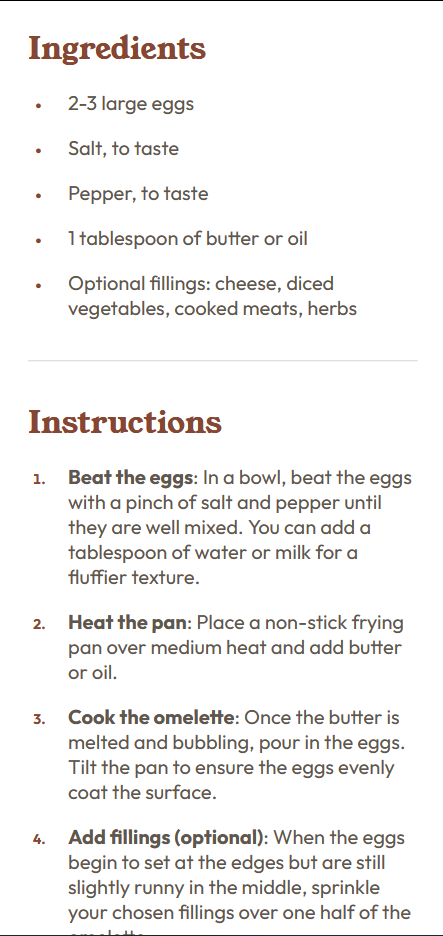 Ingredients
• 2-3 large eggs
• Salt, to taste
• Pepper, to taste
• 1 tablespoon of butter or oil
• Optional fillings: cheese, diced
vegetables, cooked meats, herbs
Instructions
1. Beat the eggs: In a bowl, beat the eggs
with a pinch of salt and pepper until
they are well mixed. You can add a
tablespoon of water or milk for a
fluffier texture.
2. Heat the pan: Place a non-stick frying
pan over medium heat and add butter
or oil.
3. Cook the omelette: Once the butter is
melted and bubbling, pour in the eggs.
Tilt the pan to ensure the eggs evenly
coat the surface.
4. Add fillings (optional): When the eggs
begin to set at the edges but are still
slightly runny in the middle, sprinkle
your chosen fillings over one half of the